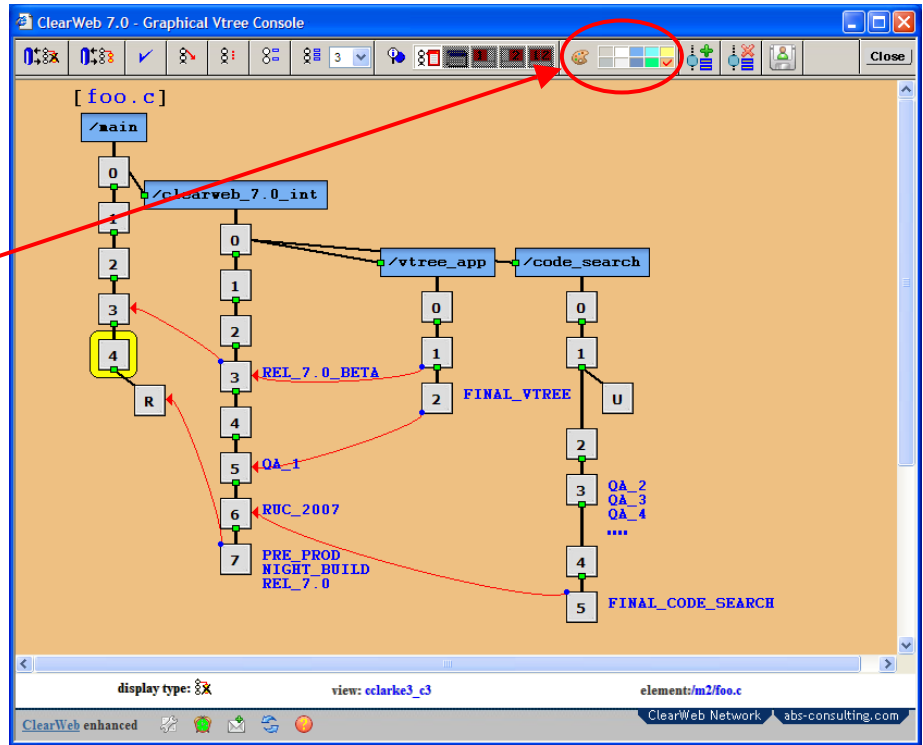 ClearWeb 7.0 - Graphical Vtree Console
3
Close
[foo.c]
/main
0
/clearweb_7.0_int
1
0
/vtree_app
/code_search
2
1
3
2
0
0
4
3
REL_7.0_BETA
1
1
R
4
2
FINAL_VTREE
U
5
QA_1
2
6
RUC_2007
3
QA_2
QA_3
QA_4
....
7
PRE_PROD
NIGHT_BUILD
REL_7.0
4
5
FINAL_CODE_SEARCH
display type:
view: cclarke3_c3
element:/m2/foo.c
ClearWeb enhanced
ClearWeb Network
abs-consulting.com